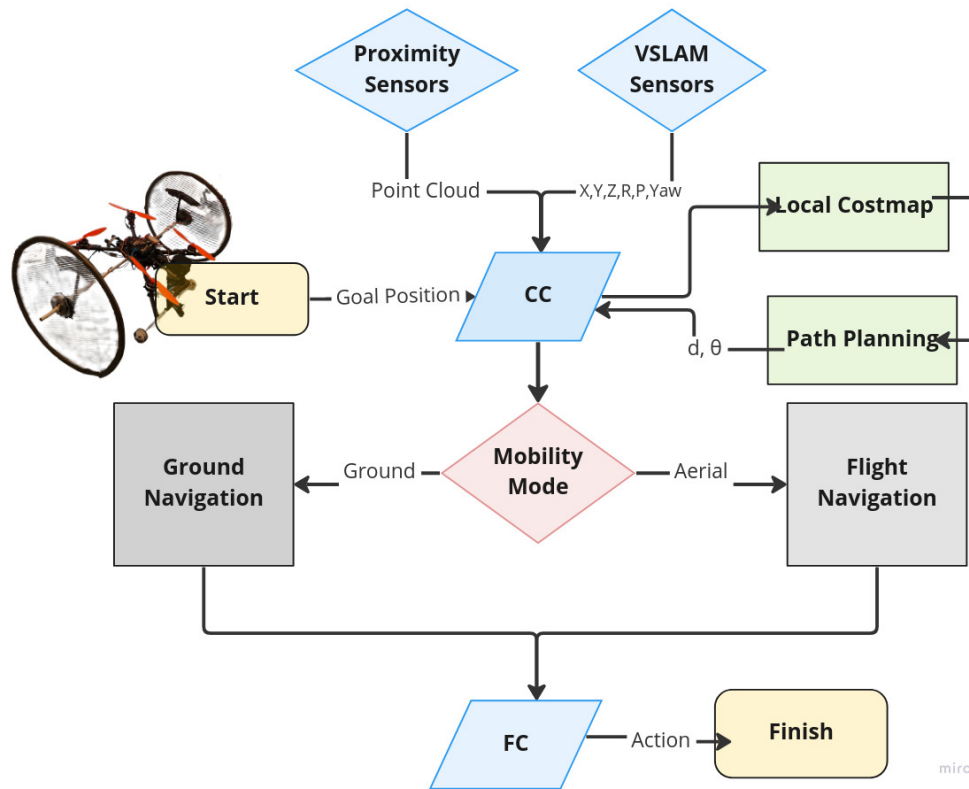 Proximity
Sensors
VSLAM
Sensors
Point Cloud
X,Y,Z,R,P,Yaw
Local Costmap
Start
Goal Position
CC
Path Planning
d, θ
Ground
Navigation
Ground
Mobility
Mode
Aerial
Flight
Navigation
FC
Action
Finish
miro